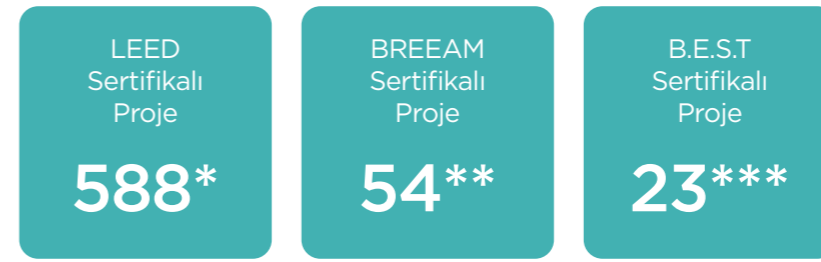 LEED
Sertifikalı
Proje
588*
BREEAM
Sertifikalı
Proje
54**
B.E.S.T
Sertifikalı
Proje
23***